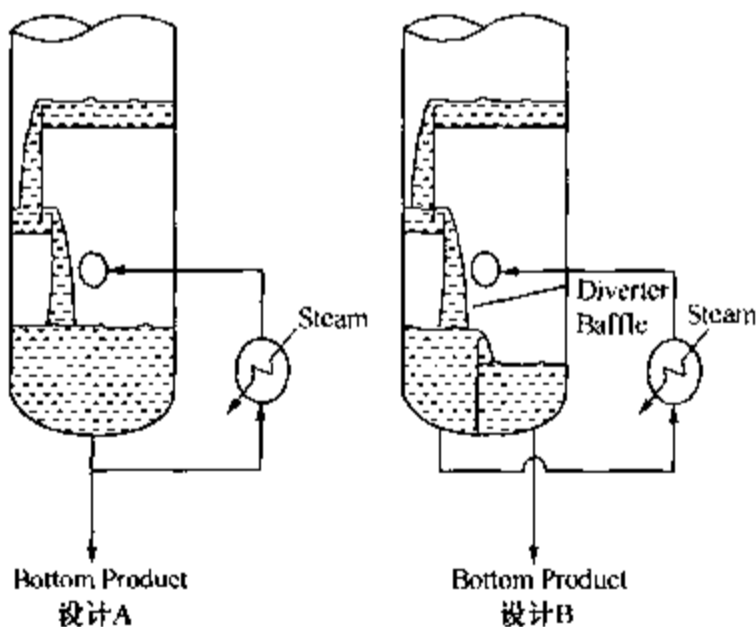 Steam
Bottom Product
设计A
Diverter
Baffle
Steam
Bottom Product
设计B